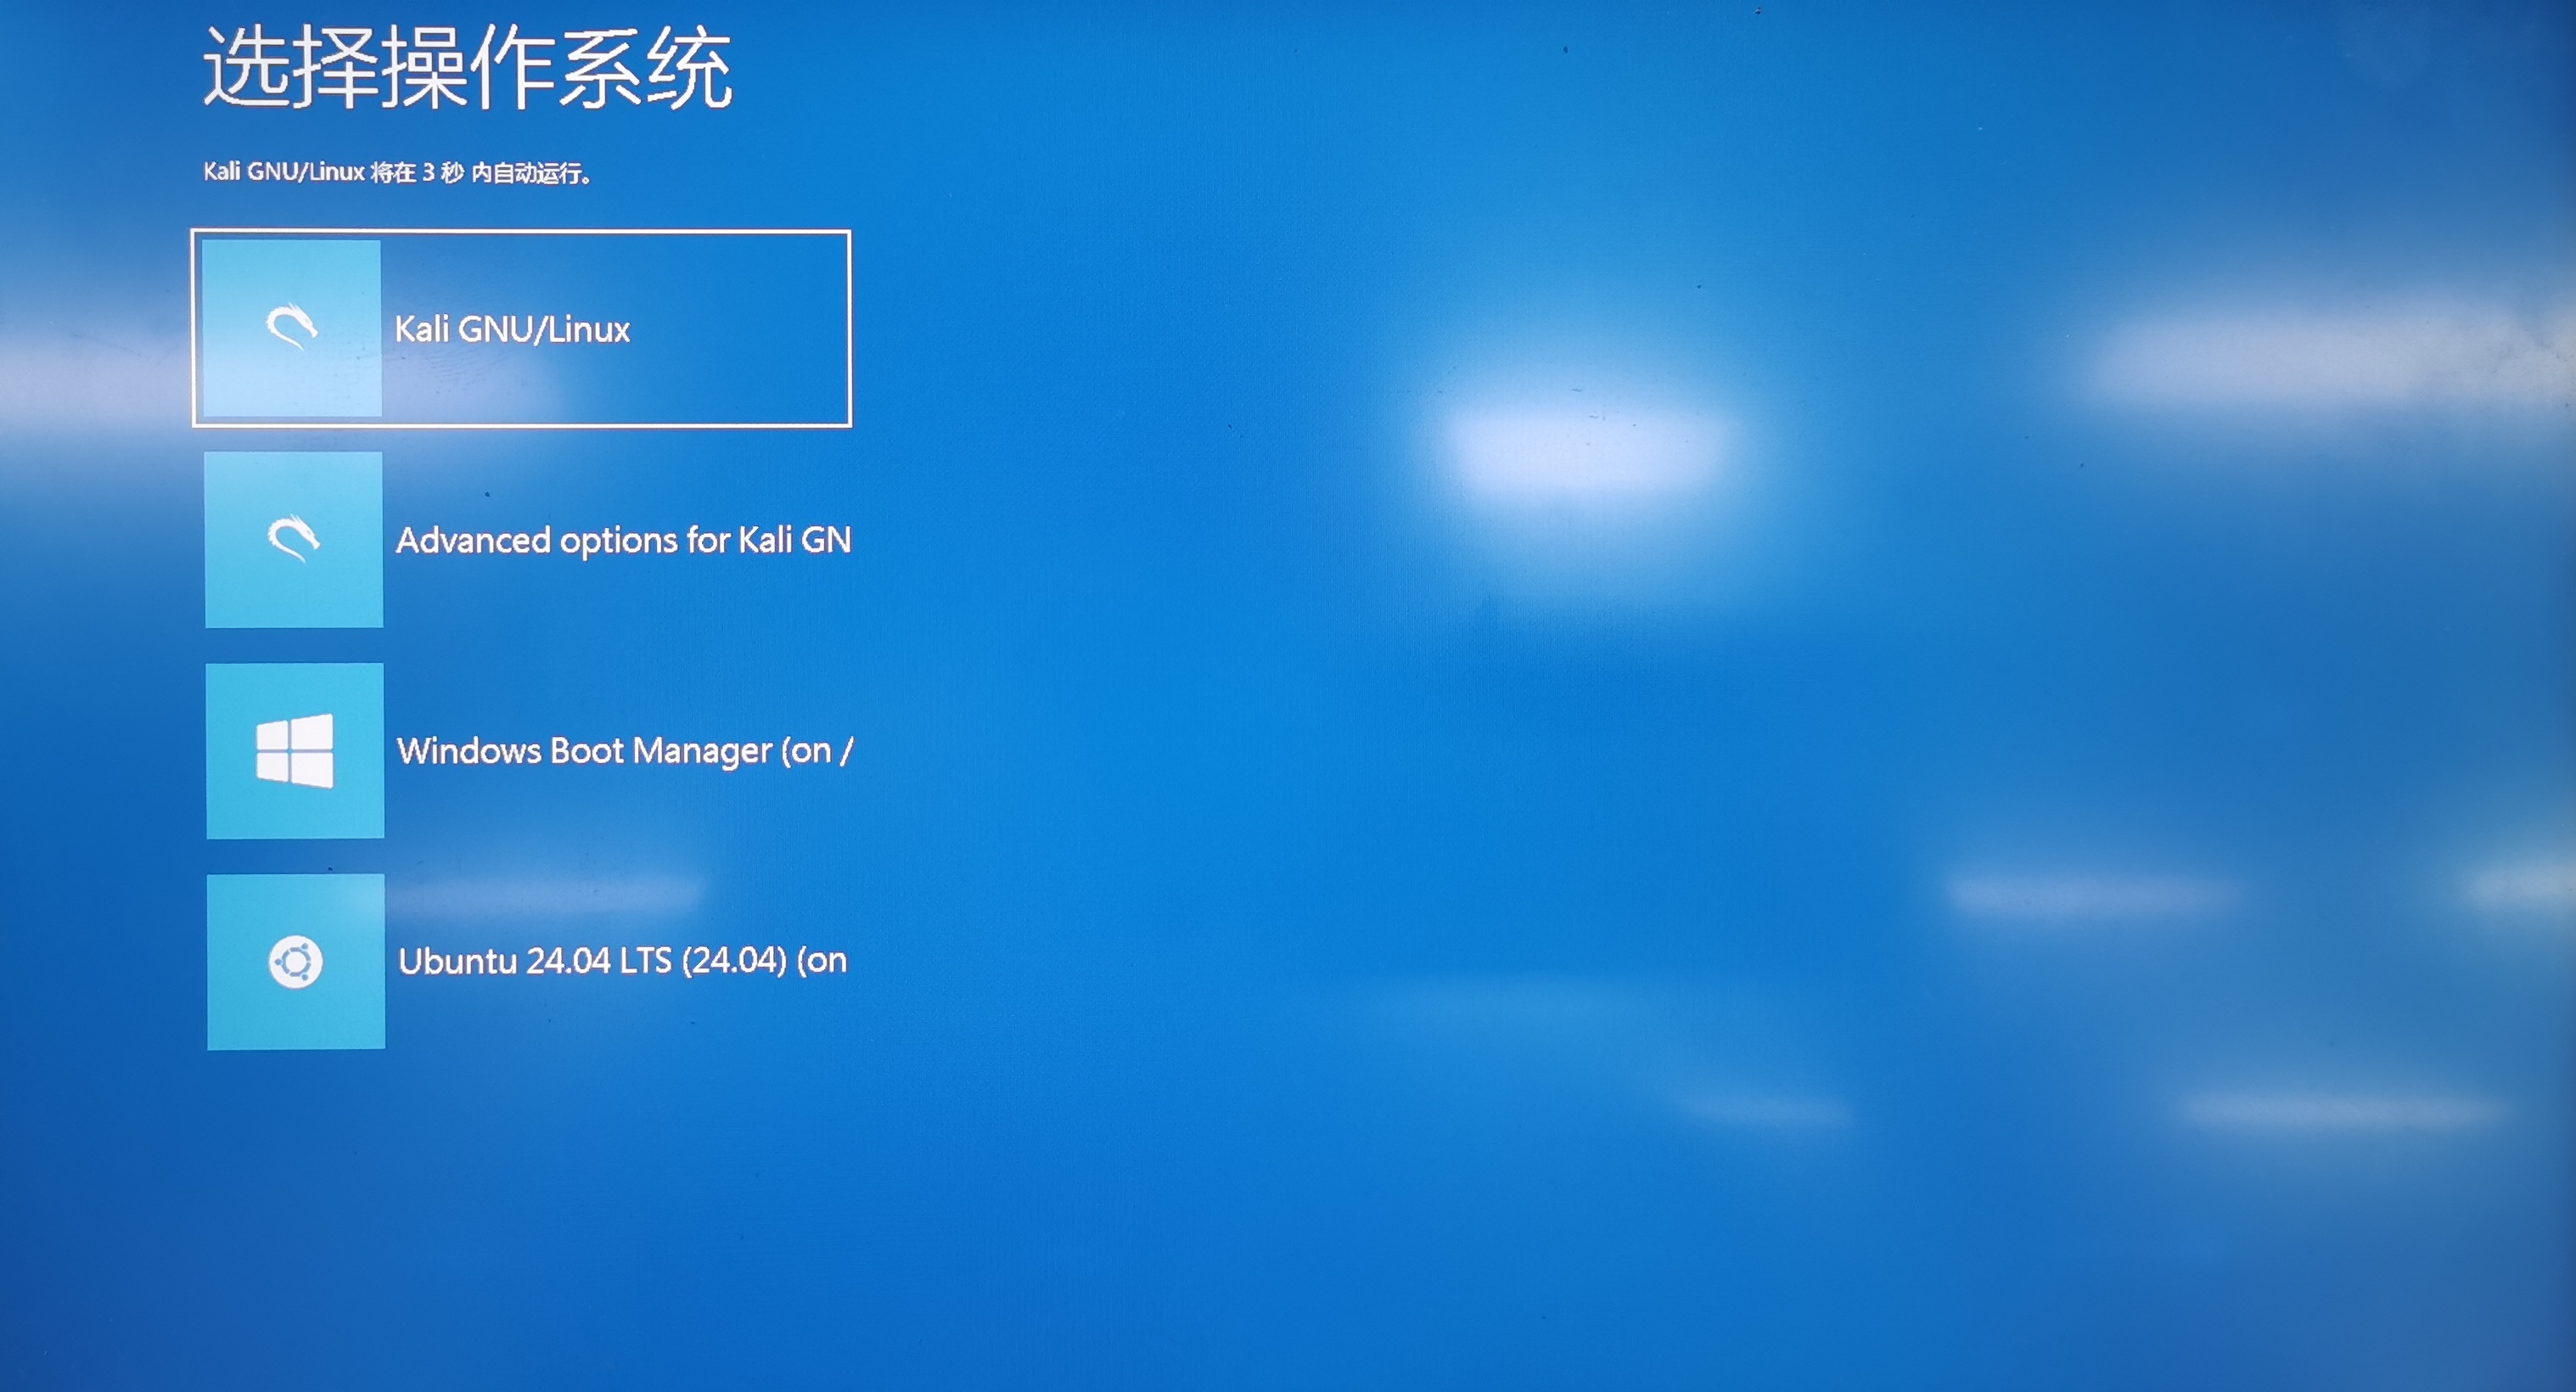 选择操作系统
Kali GNU/Linux 将在 3 秒 内自动运行。
Kali GNU/Linux
Advanced options for Kali GN
Windows Boot Manager (on /
Ubuntu 24.04 LTS (24.04) (on